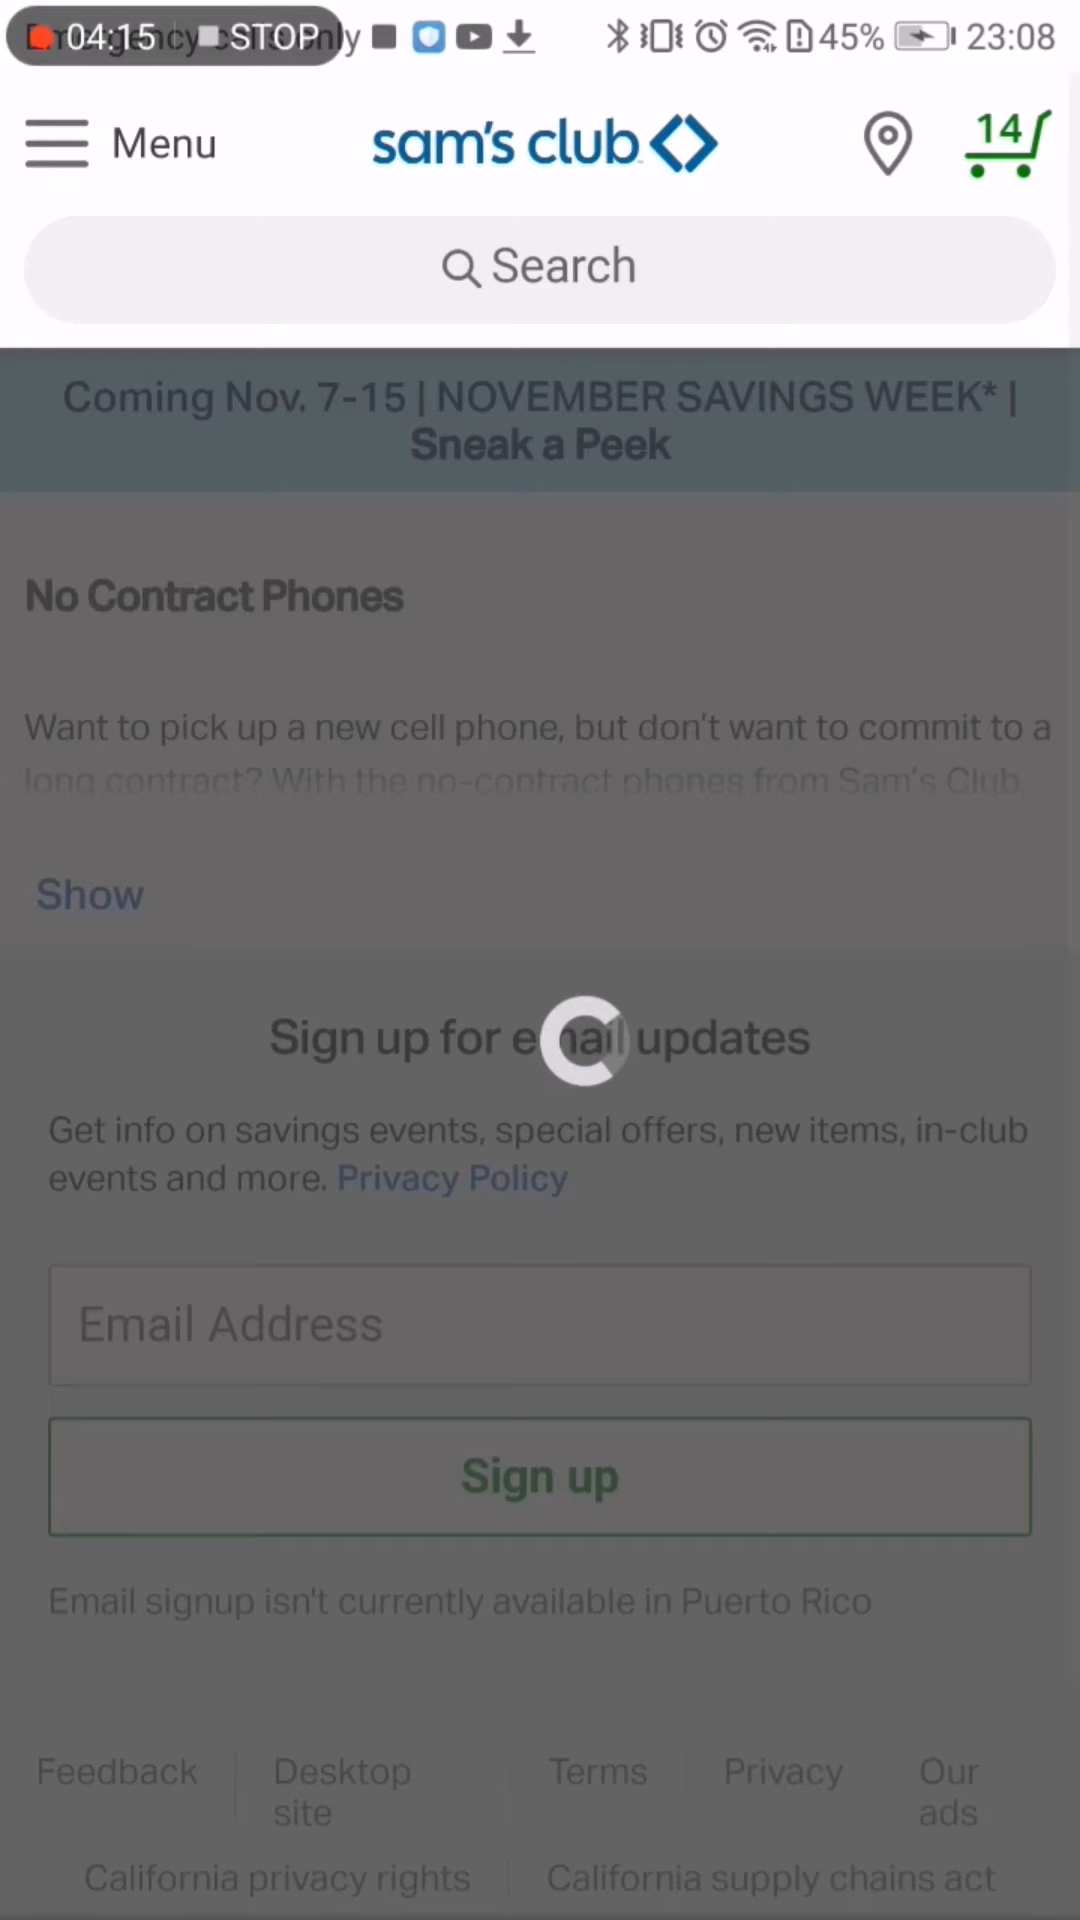 04:15 STOP 45% 23:08
Menu sam's club 14
Search
Coming Nov. 7-15 | NOVEMBER SAVINGS WEEK* |
Sneak a Peek
No Contract Phones
Want to pick up a new cell phone, but don't want to commit to a
long contract? With the no-contract phones from Sam's Club
Show
Sign up for email updates
Get info on savings events, special offers, new items, in-club
events and more. Privacy Policy
Email Address
Sign up
Email signup isn't currently available in Puerto Rico
Feedback Desktop site Terms Privacy Our ads
California privacy rights California supply chains act